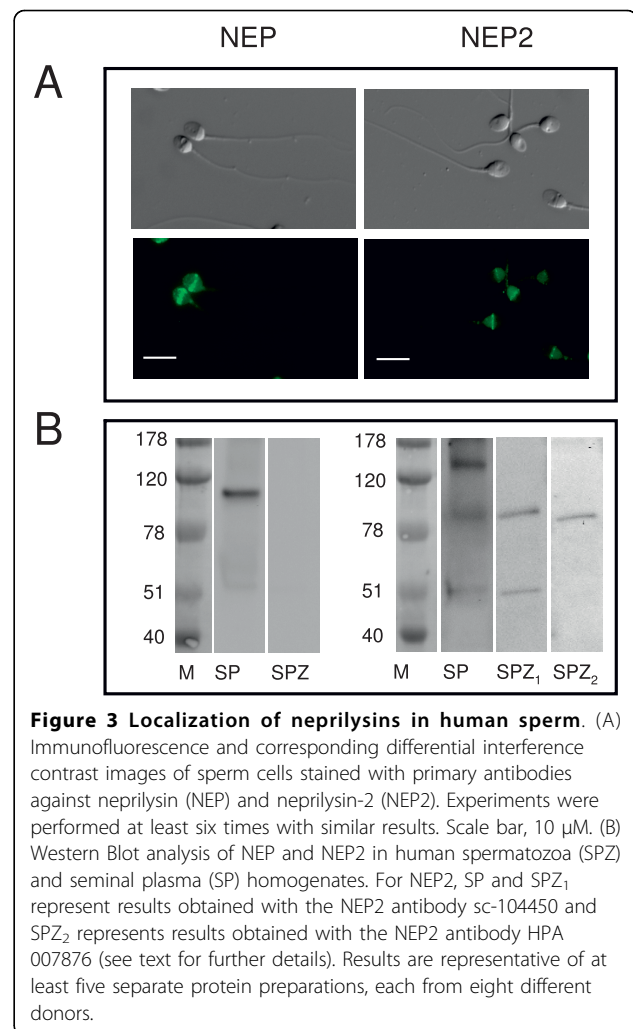 NEP NEP2
A
B
178 178
120 120
78 78
51 51
40 40
M SP SPZ M SP SPZ₁ SPZ₂
Figure 3 Localization of neprilysins in human sperm. (A)
Immunofluorescence and corresponding differential interference
contrast images of sperm cells stained with primary antibodies
against neprilysin (NEP) and neprilysin-2 (NEP2). Experiments were
performed at least six times with similar results. Scale bar, 10 μM. (B)
Western Blot analysis of NEP and NEP2 in human spermatozoa (SPZ)
and seminal plasma (SP) homogenates. For NEP2, SP and SPZ₁
represent results obtained with the NEP2 antibody sc-104450 and
SPZ₂ represents results obtained with the NEP2 antibody HPA
007876 (see text for further details). Results are representative of at
least five separate protein preparations, each from eight different
donors.